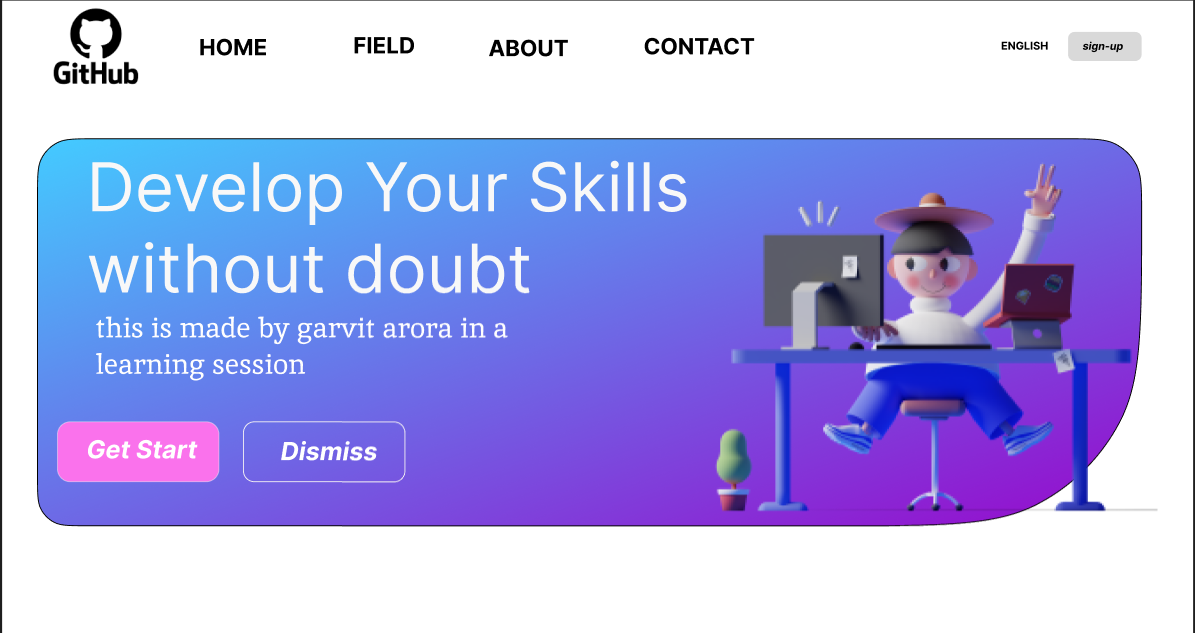 GitHub
HOME
FIELD
ABOUT
CONTACT
ENGLISH
sign-up
Develop Your Skills
without doubt
this is made by garvit arora in a
learning session
Get Start
Dismiss